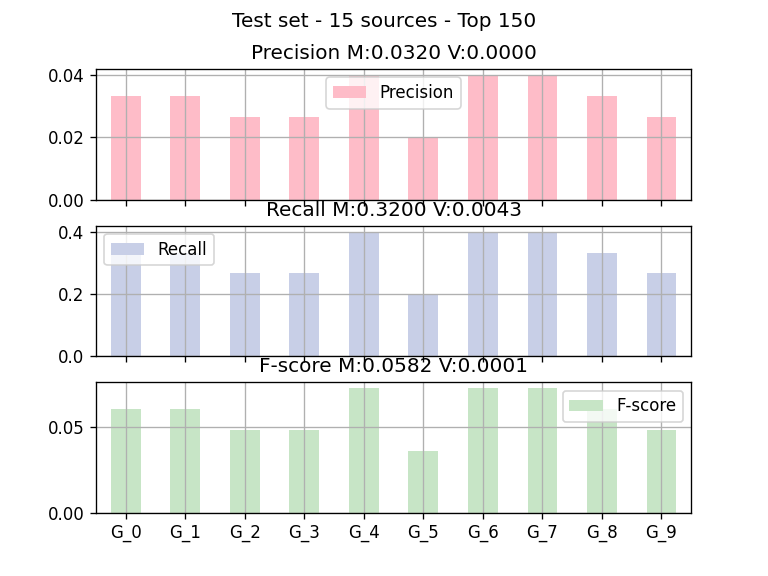 Test set - 15 sources - Top 150
Precision M:0.0320 V:0.0000
0.04
0.02
0.00
Precision
Recall M:0.3200 V:0.0043
0.4
0.2
0.0
Recall
F-score M:0.0582 V:0.0001
0.05
0.00
F-score
G_0 G_1 G_2 G_3 G_4 G_5 G_6 G_7 G_8 G_9